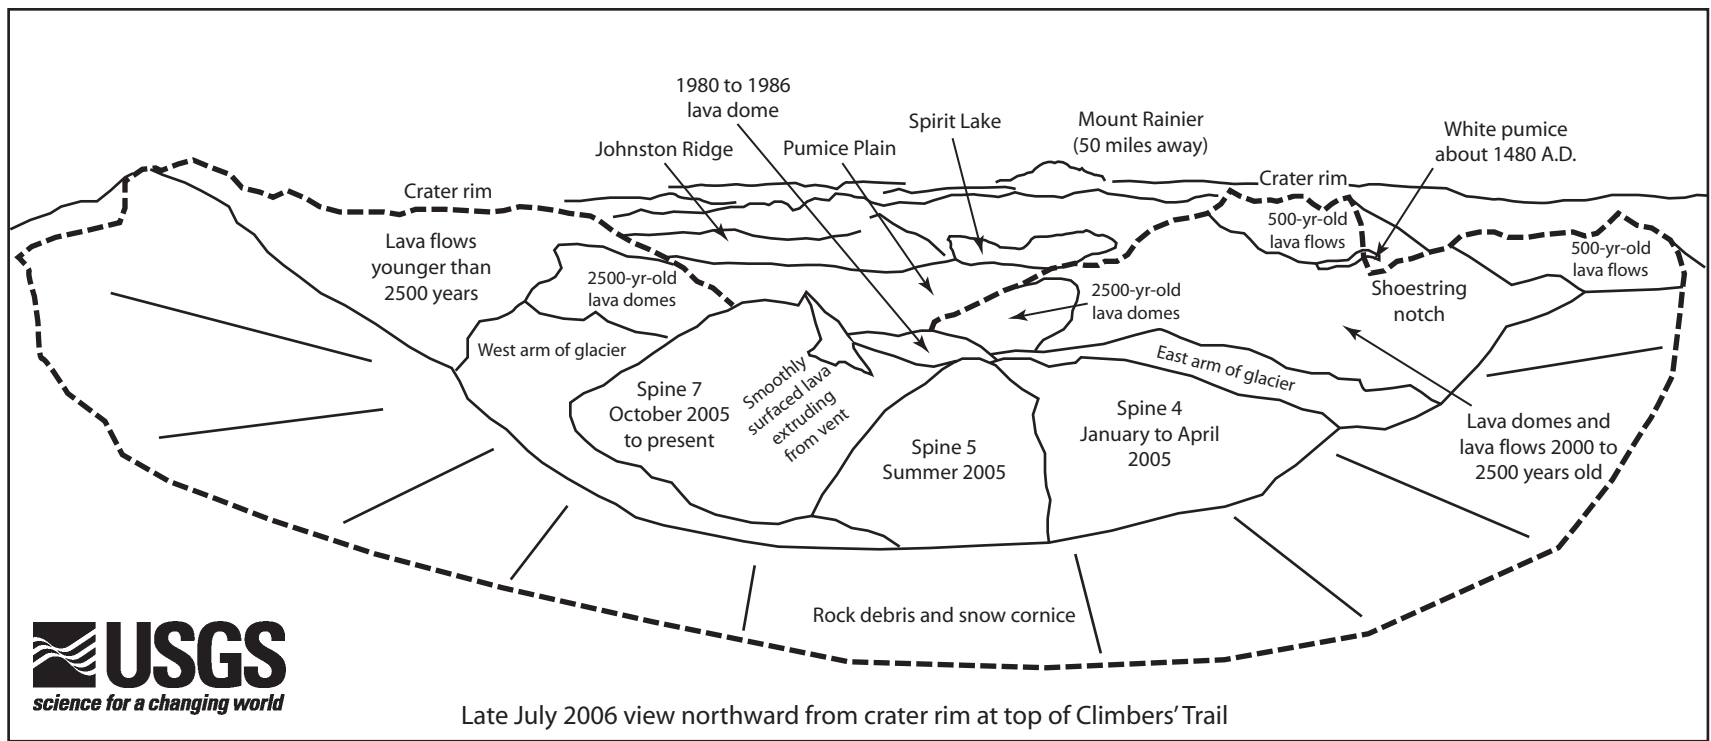 1980 to 1986
lava dome
Johnston Ridge
Pumice Plain
Spirit Lake
Mount Rainier
(50 miles away)
White pumice
about 1480 A.D.
Crater rim
Crater rim
500-yr-old
lava flows
500-yr-old
lava flows
Lava flows
younger than
2500 years
2500-yr-old
lava domes
2500-yr-old
lava domes
Shoestring
notch
West arm of glacier
East arm of glacier
Spine 7
October 2005
to present
Smoothly
surfaced lava
extruding
from vent
Spine 5
Summer 2005
Spine 4
January to April
2005
Lava domes and
lava flows 2000 to
2500 years old
Rock debris and snow cornice
USGS
science for a changing world
Late July 2006 view northward from crater rim at top of Climbers’ Trail